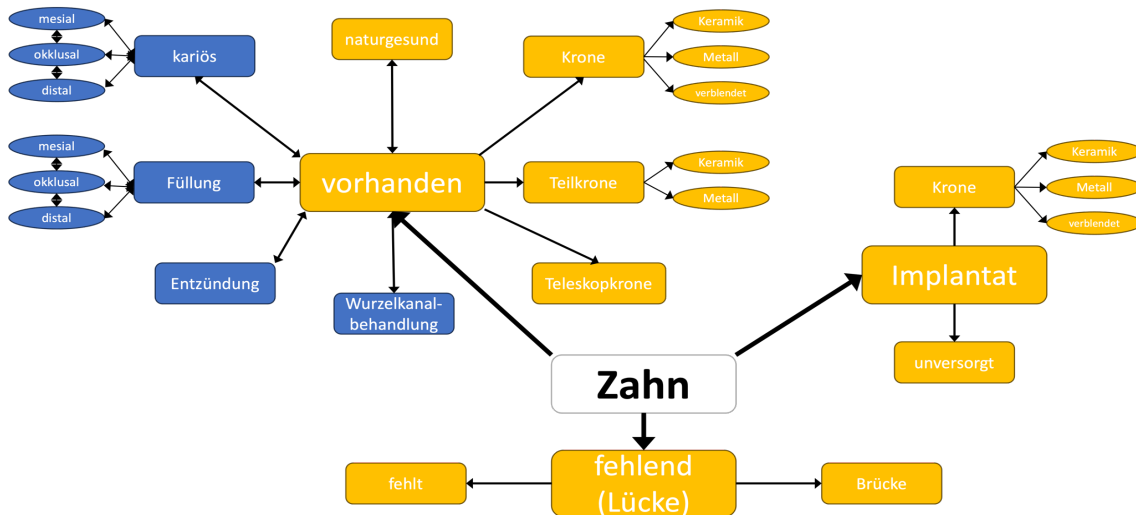 mesial
okklusal
distal
kariös
naturgesund
Krone
Keramik
Metall
verblendet
mesial
okklusal
distal
Füllung
vorhanden
Teilkrone
Keramik
Metall
Krone
Keramik
Metall
verblendet
Entzündung
Wurzelkanal-
behandlung
Teleskopkrone
Implantat
unversorgt
Zahn
fehlt
fehlend
(Lücke)
Brücke